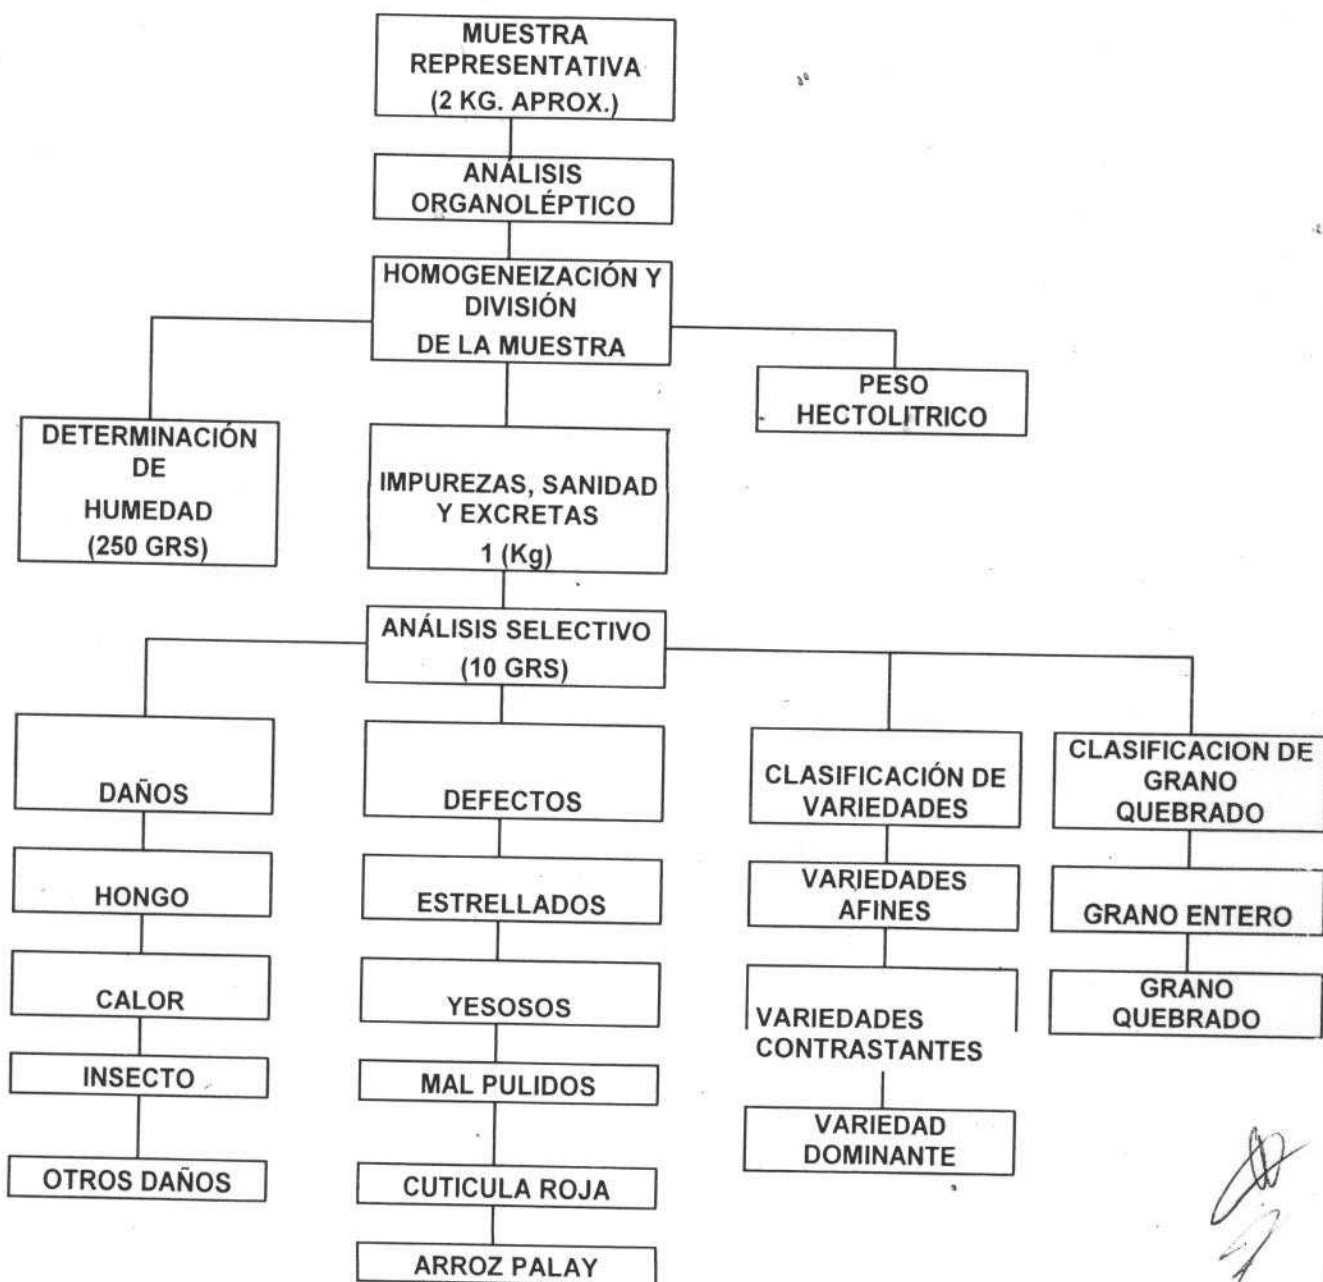 MUESTRA
REPRESENTATIVA
(2 KG. APROX.)
ANÁLISIS
ORGANOLÉPTICO
HOMOGENEIZACIÓN Y
DIVISIÓN
DE LA MUESTRA
PESO
HECTOLITRICO
DETERMINACIÓN
DE
HUMEDAD
(250 GRS)
IMPUREZAS, SANIDAD
Y EXCRETAS
1 (Kg)
ANÁLISIS SELECTIVO
(10 GRS)
DAÑOS
HONGO
CALOR
INSECTO
OTROS DAÑOS
DEFECTOS
ESTRELLADOS
YESOSOS
MAL PULIDOS
CUTICULA ROJA
ARROZ PALAY
CLASIFICACIÓN DE
VARIEDADES
VARIEDADES
AFINES
VARIEDADES
CONTRASTANTES
VARIEDAD
DOMINANTE
CLASIFICACION DE
GRANO
QUEBRADO
GRANO ENTERO
GRANO
QUEBRADO